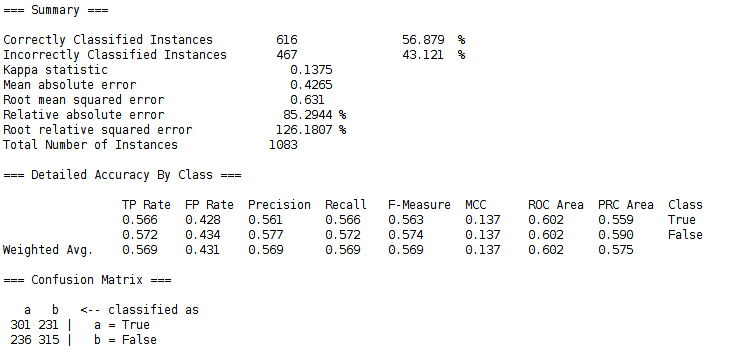 === Summary ===
Correctly Classified Instances 616 56.879 %
Incorrectly Classified Instances 467 43.121 %
Kappa statistic 0.1375
Mean absolute error 0.4265
Root mean squared error 0.631
Relative absolute error 85.2944 %
Root relative squared error 126.1807 %
Total Number of Instances 1083
=== Detailed Accuracy By Class ===
TP Rate FP Rate Precision Recall F-Measure MCC ROC Area PRC Area Class
0.566 0.428 0.561 0.566 0.563 0.137 0.602 0.559 True
0.572 0.434 0.577 0.572 0.574 0.137 0.602 0.590 False
Weighted Avg. 0.569 0.431 0.569 0.569 0.569 0.137 0.602 0.575
=== Confusion Matrix ===
a b <-- classified as
301 231 | a = True
236 315 | b = False